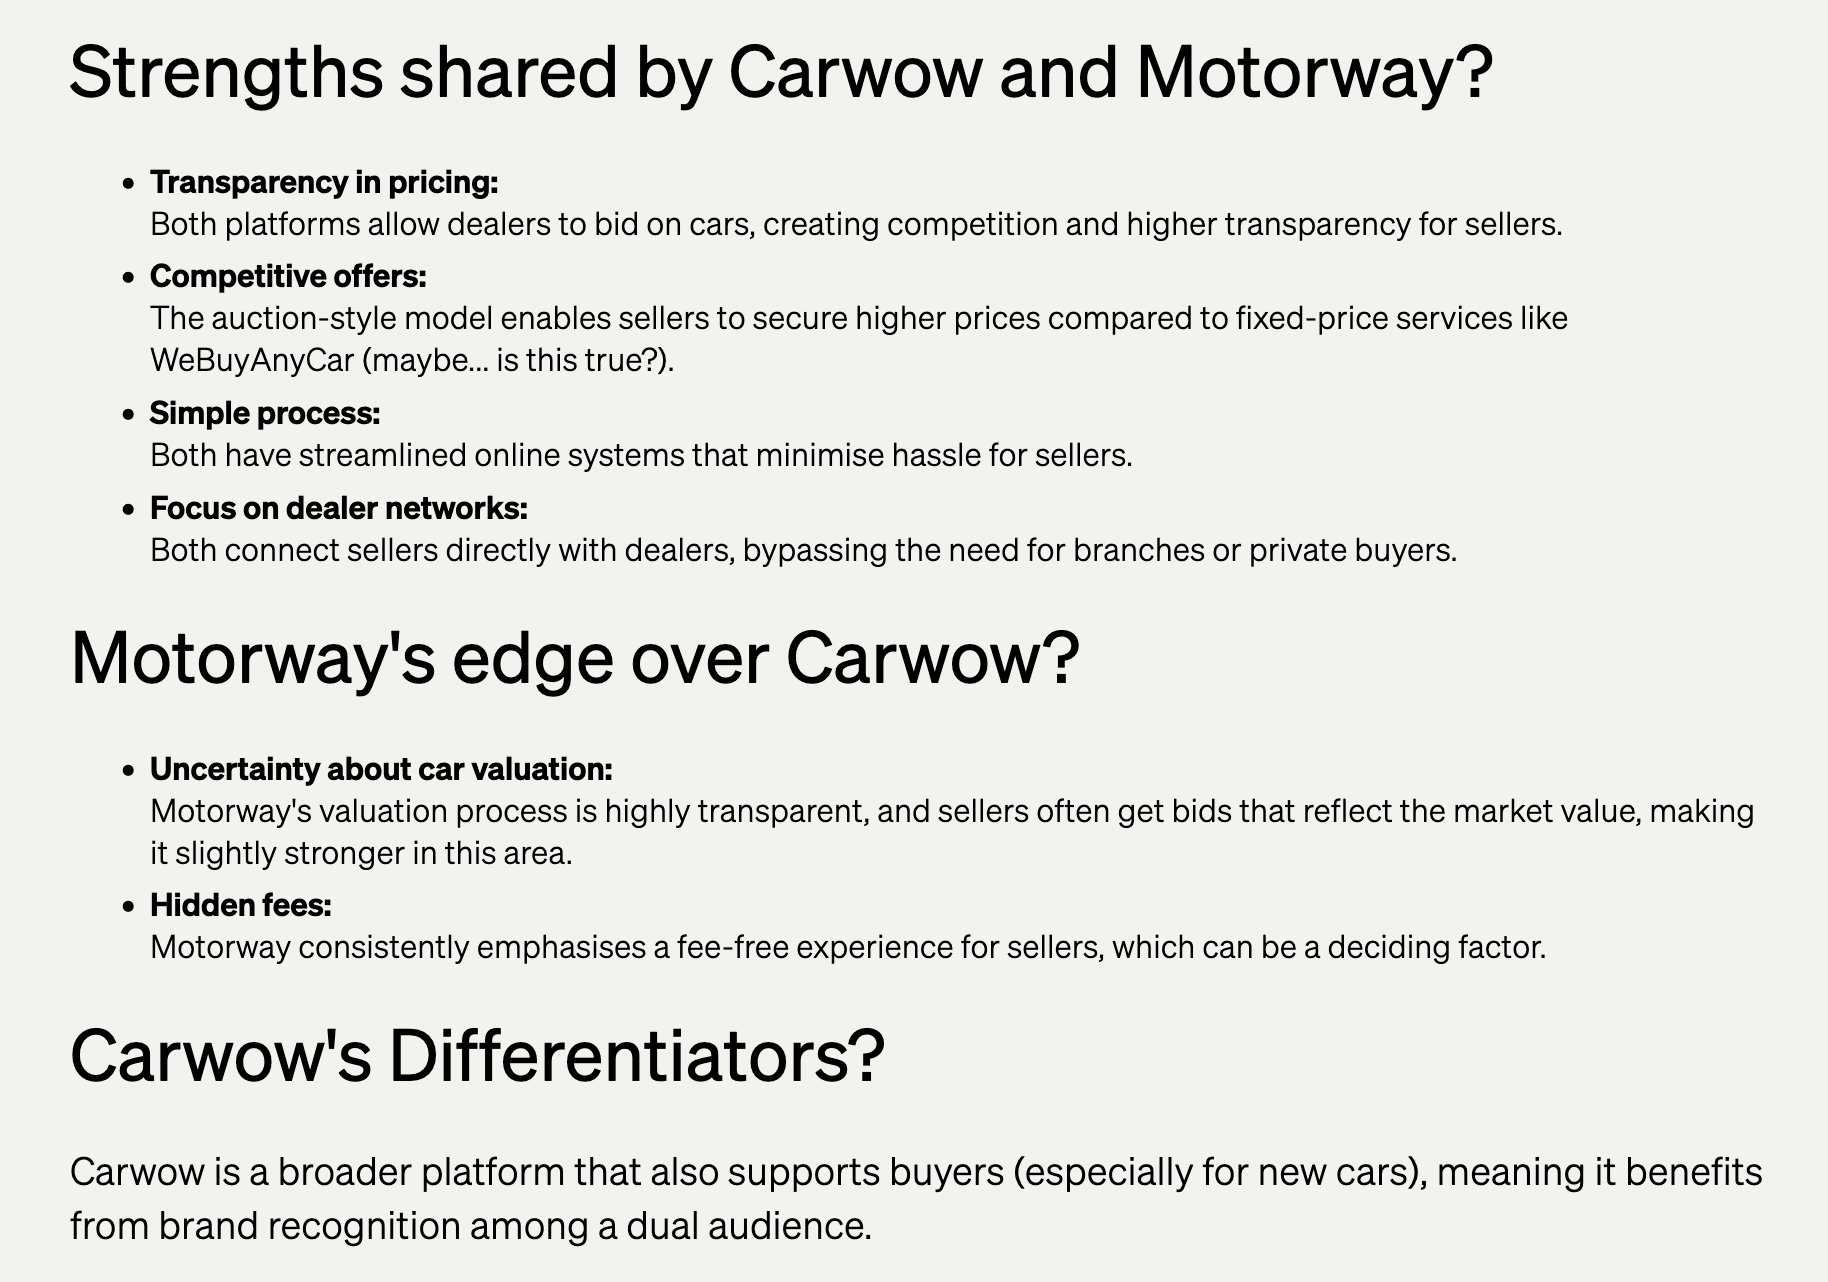 Strengths shared by Carwow and Motorway?
• Transparency in pricing:
Both platforms allow dealers to bid on cars, creating competition and higher transparency for sellers.
• Competitive offers:
The auction-style model enables sellers to secure higher prices compared to fixed-price services like
WeBuyAnyCar (maybe... is this true?).
• Simple process:
Both have streamlined online systems that minimise hassle for sellers.
• Focus on dealer networks:
Both connect sellers directly with dealers, bypassing the need for branches or private buyers.
Motorway's edge over Carwow?
• Uncertainty about car valuation:
Motorway's valuation process is highly transparent, and sellers often get bids that reflect the market value, making
it slightly stronger in this area.
• Hidden fees:
Motorway consistently emphasises a fee-free experience for sellers, which can be a deciding factor.
Carwow's Differentiators?
Carwow is a broader platform that also supports buyers (especially for new cars), meaning it benefits
from brand recognition among a dual audience.